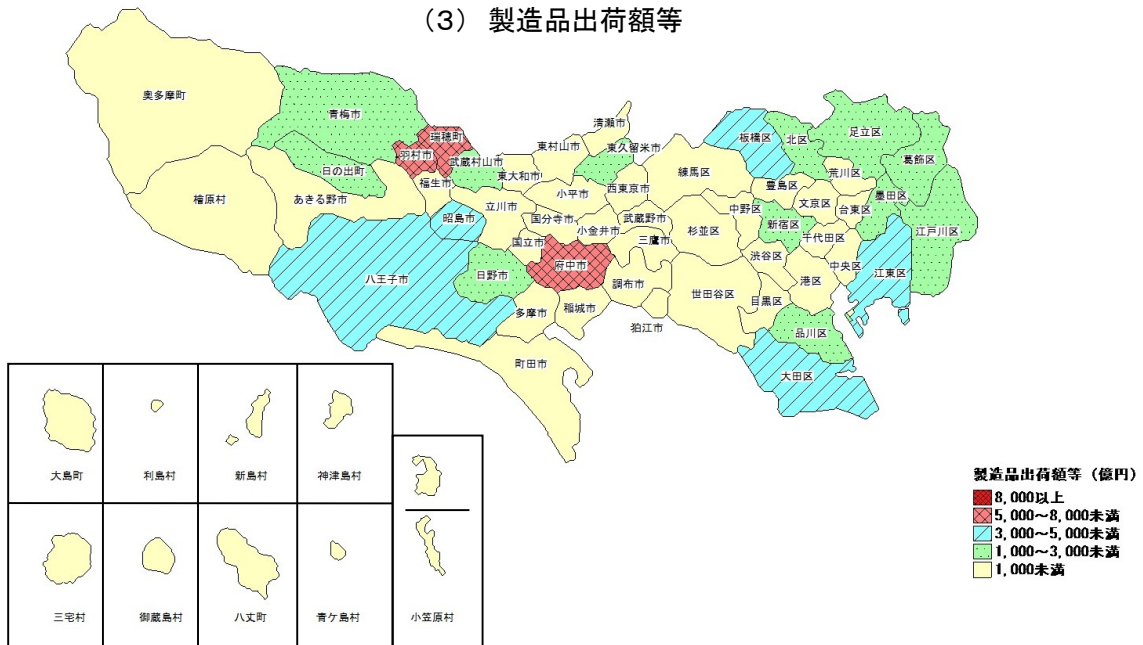 （3） 製造品出荷額等
奥多摩町
青梅市
瑞穂町
羽村市
武蔵村山市
日の出町
檜原村
あきる野市
福生市
東大和市
東村山市
清瀬市
東久留米市
小平市
西東京市
練馬区
板橋区
北区
足立区
葛飾区
荒川区
豊島区
文京区
台東区
墨田区
江戸川区
昭島市
立川市
国分寺市
小金井市
武蔵野市
三鷹市
中野区
杉並区
新宿区
千代田区
渋谷区
中央区
江東区
港区
国立市
府中市
日野市
八王子市
調布市
世田谷区
目黒区
多摩市
稲城市
狛江市
品川区
町田市
大田区
大島町
利島村
新島村
神津島村
三宅村
御蔵島村
八丈町
青ケ島村
小笠原村
製造品出荷額等（億円）
8,000以上
5,000～8,000未満
3,000～5,000未満
1,000～3,000未満
1,000未満